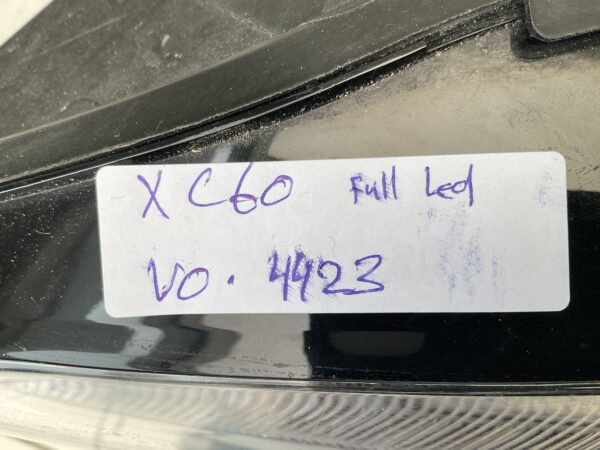 XC60 Full Led
VO. 4423